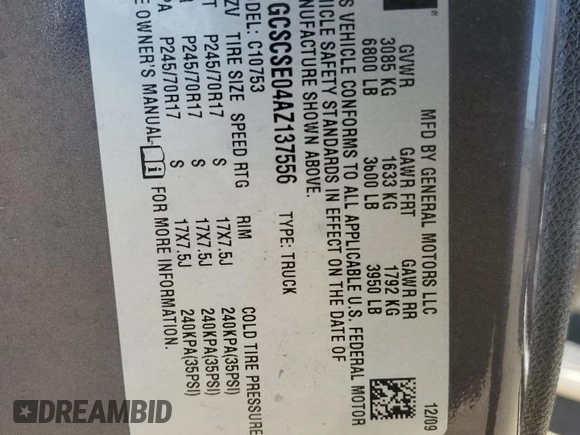 MFD BY GENERAL MOTORS LLC 12/09
GVWR GAWR FRT GAWR RR
3085 KG 1633 KG 1792 KG
6800 LB 3600 LB 3950 LB
S VEHICLE CONFORMS TO ALL APPLICABLE U.S. FEDERAL MOTOR
HICLE SAFETY STANDARDS IN EFFECT ON THE DATE OF
NUFACTURE SHOWN ABOVE.
GCSCSE04AZ137556 TYPE: TRUCK
MODEL: C10753
ZV TIRE SIZE SPEED RTG RIM COLD TIRE PRESSURE
T P245/70R17 S 17X7.5J 240KPA(35PSI)
P245/70R17 S 17X7.5J 240KPA(35PSI)
PA P245/70R17 S 17X7.5J 240KPA(35PSI)
E OWNER'S MANUAL FOR MORE INFORMATION.
DREAMBID